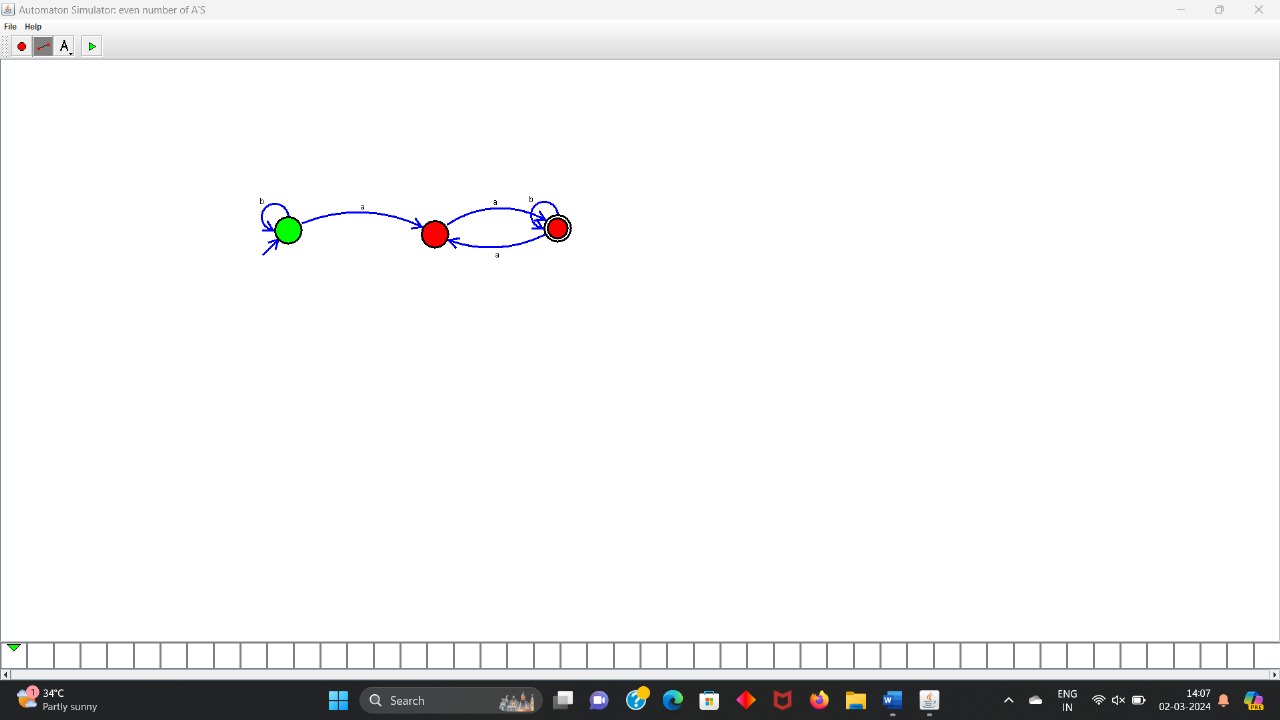 Automaton Simulator: even number of A'S
File Help
A
b
a
a
b
a
1
34°C
Partly sunny
Search
ENG
IN
14:07
02-03-2024
PRE